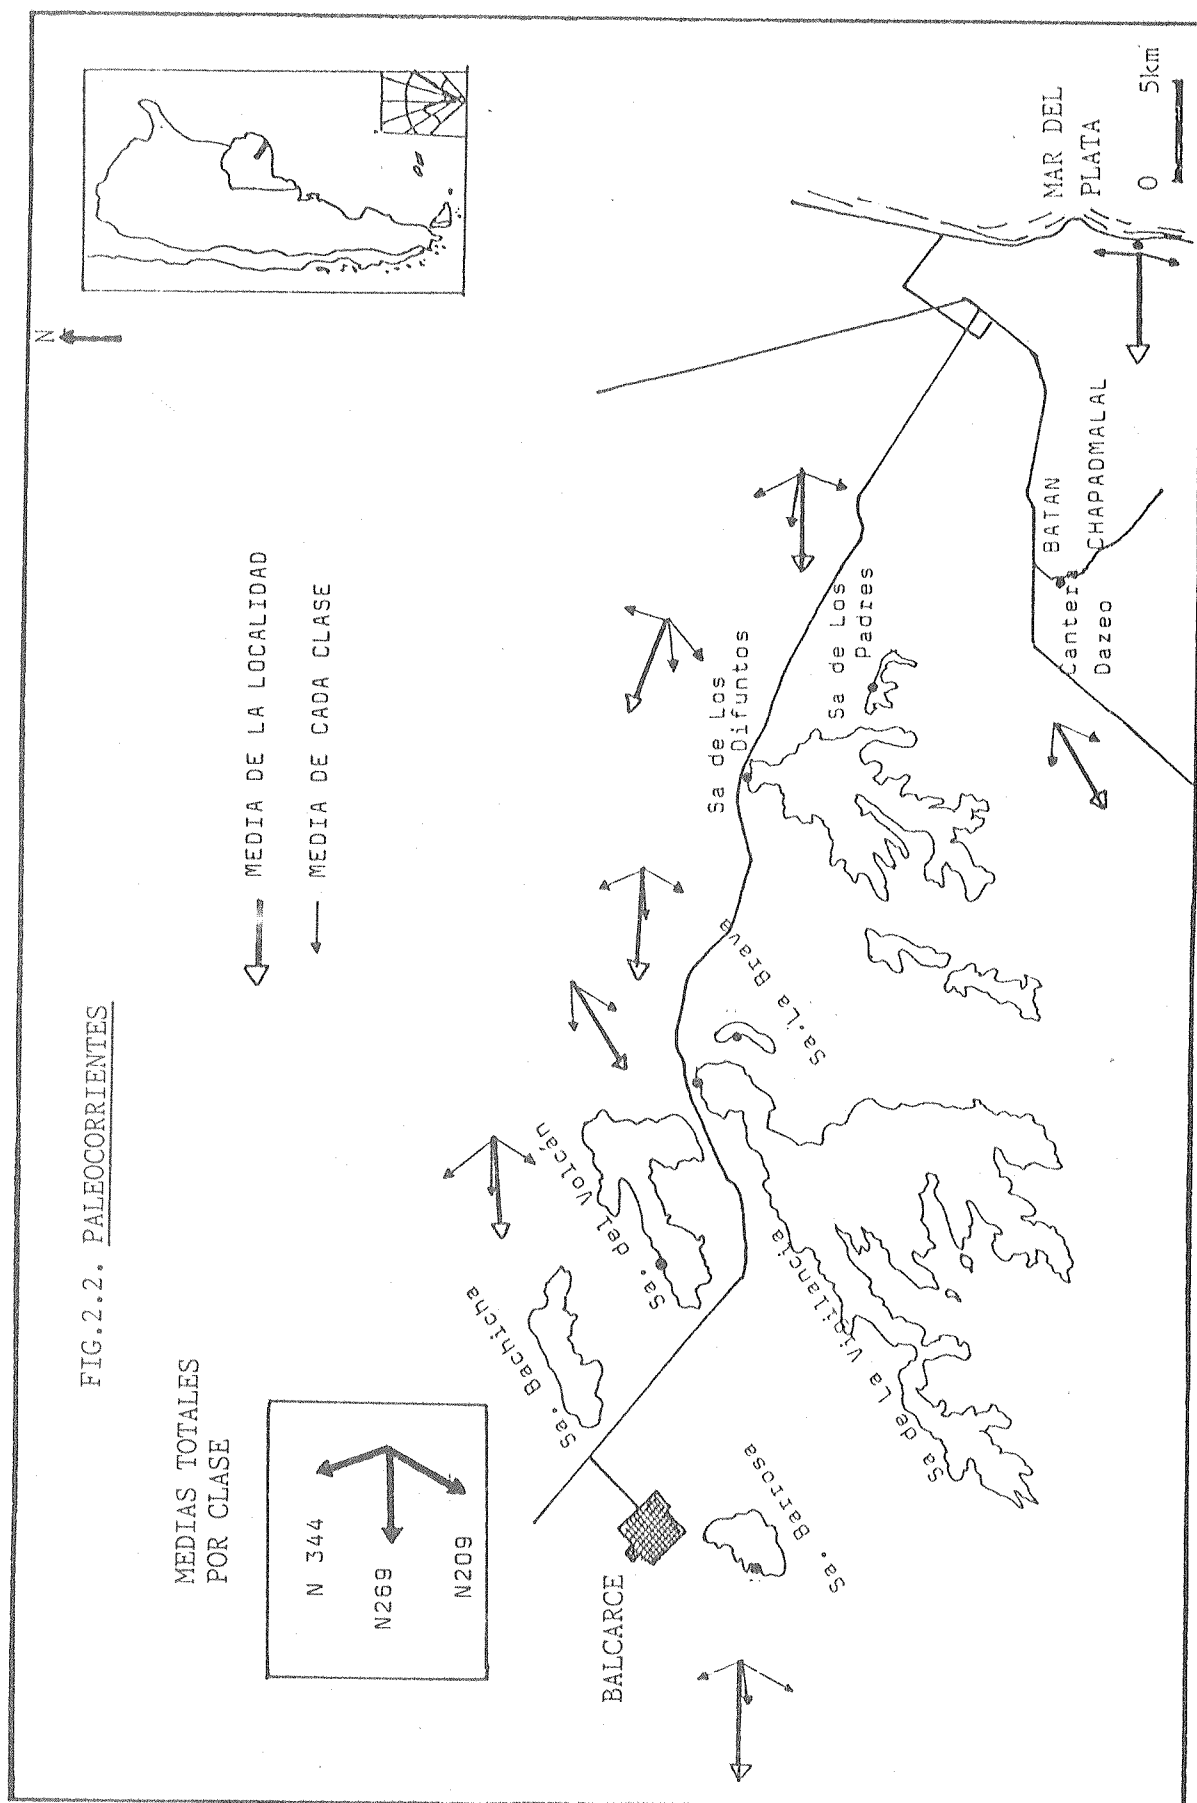 FIG.2.2. PALEOCORRIENTES
N
MEDIAS TOTALES
POR CLASE
N 344
N269
N209
MEDIA DE LA LOCALIDAD
MEDIA DE CADA CLASE
BALCARCE
Sa. Barrosa
Sa. Bachicha
Sa. del Volcán
Sa de La Vigilancia
Sa.La Brava
Sa de Los
Difuntos
Sa de Los
Padres
BATAN
Cantera
Dazeo
CHAPADMALAL
MAR DEL
PLATA
0 5km